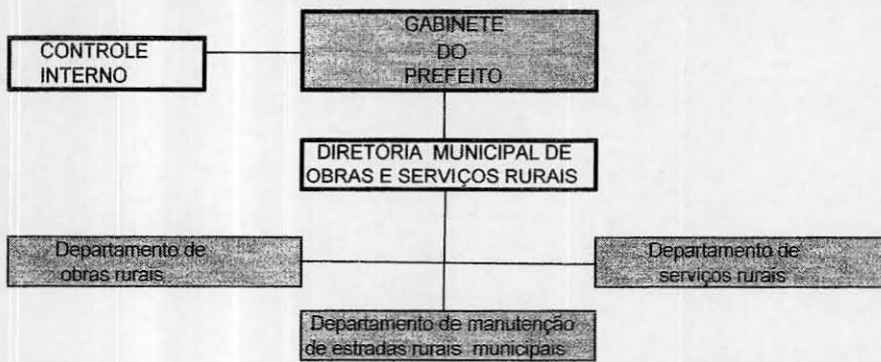 GABINETE
DO
PREFEITO
CONTROLE
INTERNO
DIRETORIA MUNICIPAL DE
OBRAS E SERVIÇOS RURAIS
Departamento de
obras rurais
Departamento de
serviços rurais
Departamento de manutenção
de estradas rurais municipais